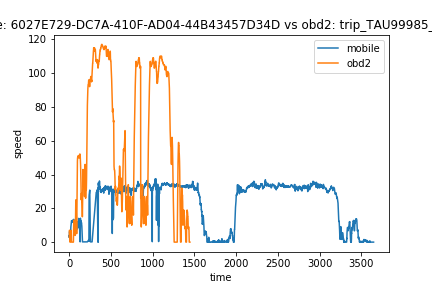 e: 6027E729-DC7A-410F-AD04-44B43457D34D vs obd2: trip_TAU99985_
120
100
80
60
40
20
0
speed
mobile
obd2
0 500 1000 1500 2000 2500 3000 3500
time